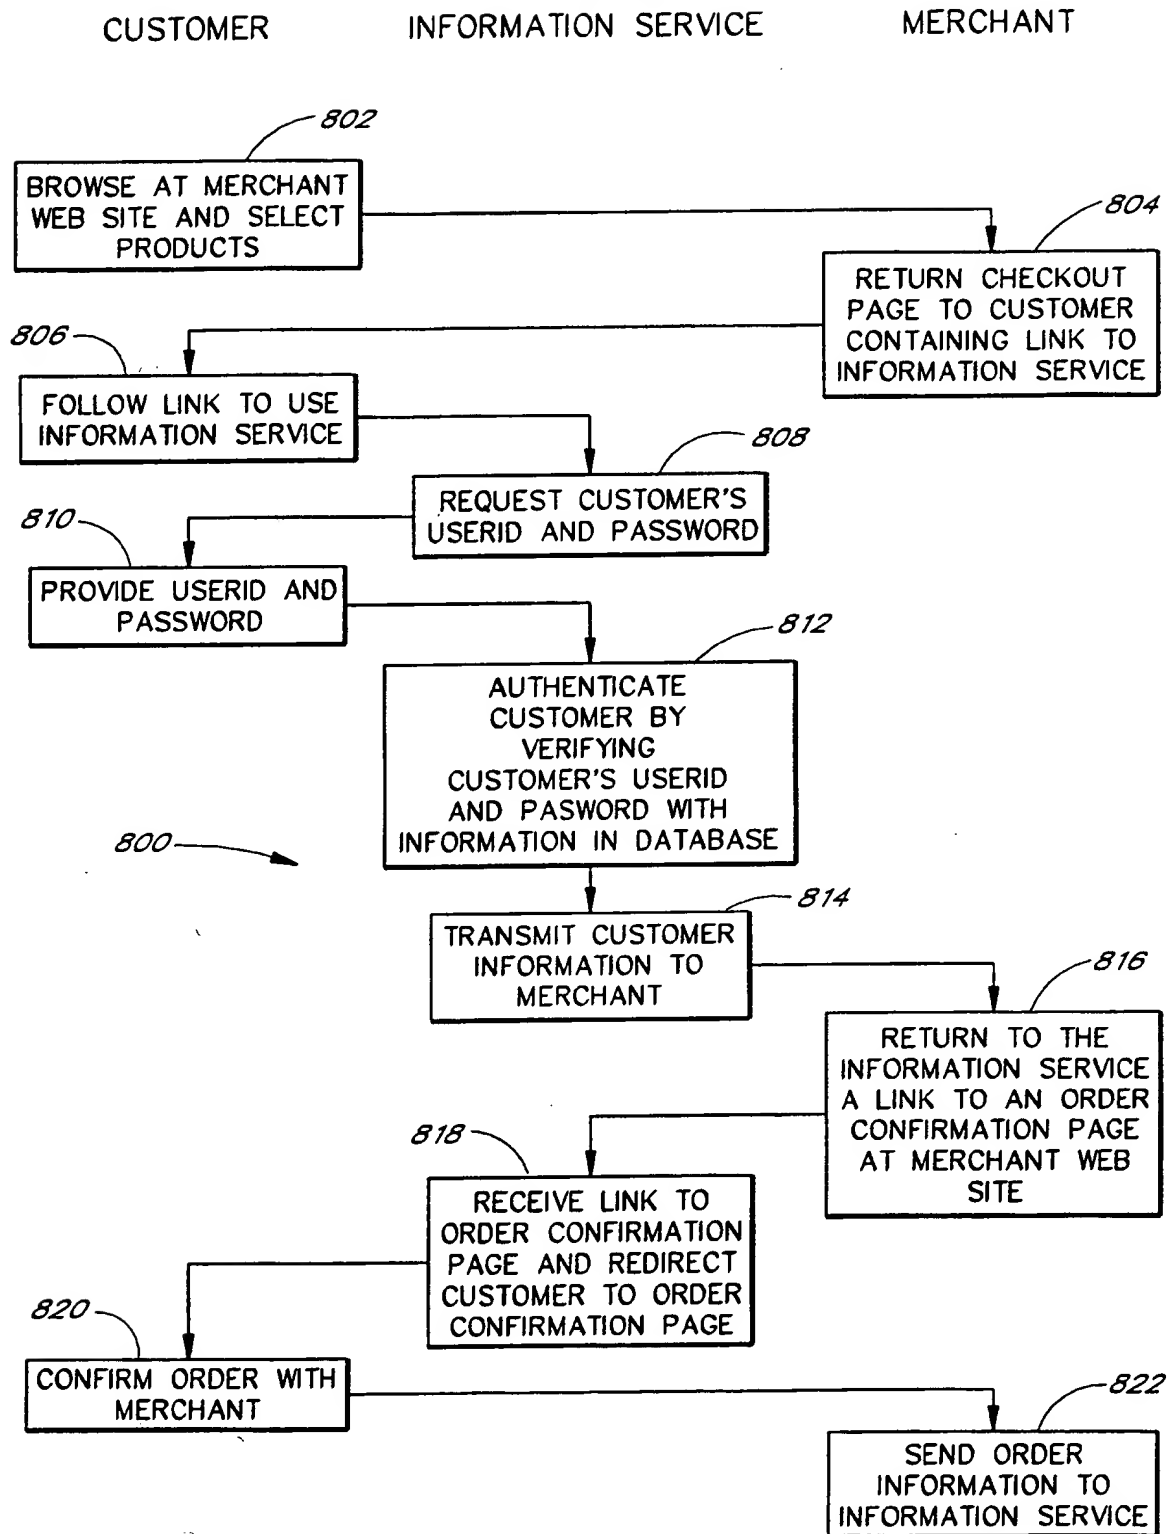 CUSTOMER INFORMATION SERVICE MERCHANT
802
BROWSE AT MERCHANT
WEB SITE AND SELECT
PRODUCTS
804
RETURN CHECKOUT
PAGE TO CUSTOMER
CONTAINING LINK TO
INFORMATION SERVICE
806
FOLLOW LINK TO USE
INFORMATION SERVICE
808
REQUEST CUSTOMER'S
USERID AND PASSWORD
810
PROVIDE USERID AND
PASSWORD
812
AUTHENTICATE
CUSTOMER BY
VERIFYING
CUSTOMER'S USERID
AND PASWORD WITH
INFORMATION IN DATABASE
800
814
TRANSMIT CUSTOMER
INFORMATION TO
MERCHANT
816
RETURN TO THE
INFORMATION SERVICE
A LINK TO AN ORDER
CONFIRMATION PAGE
AT MERCHANT WEB
SITE
818
RECEIVE LINK TO
ORDER CONFIRMATION
PAGE AND REDIRECT
CUSTOMER TO ORDER
CONFIRMATION PAGE
820
CONFIRM ORDER WITH
MERCHANT
822
SEND ORDER
INFORMATION TO
INFORMATION SERVICE